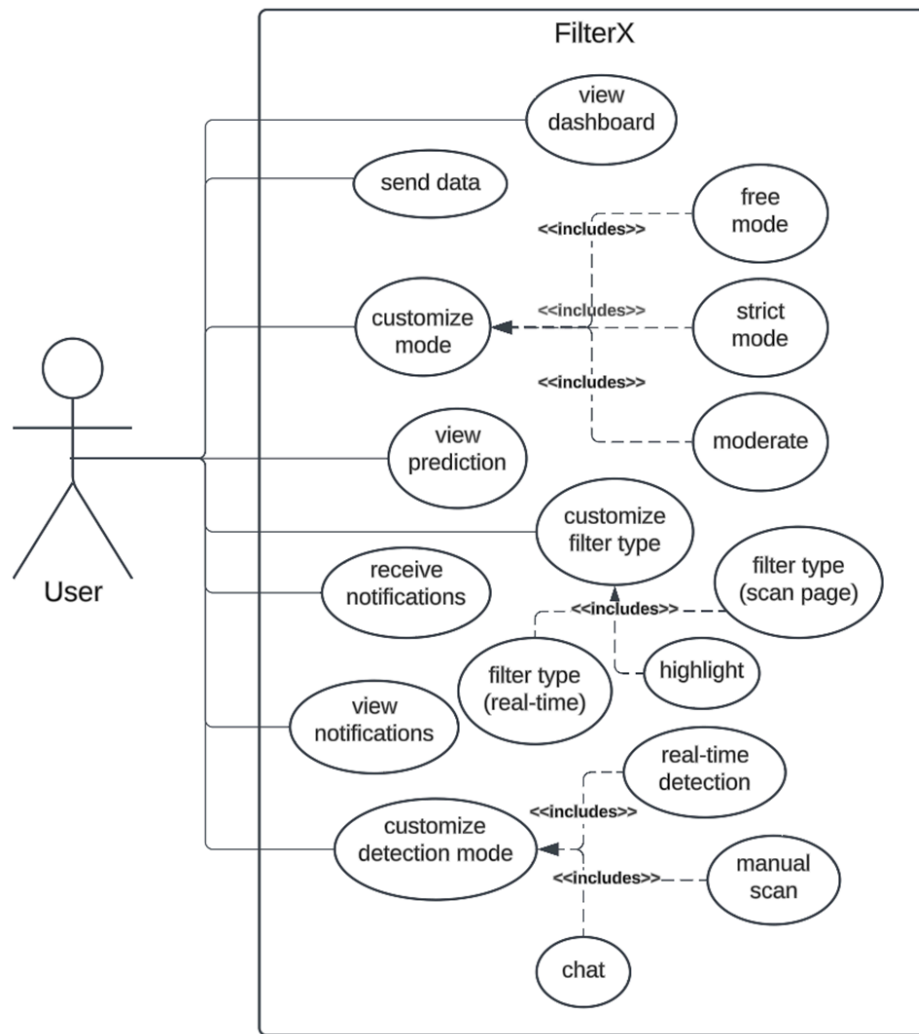 FilterX
view
dashboard
send data
free
mode
<<includes>>
customize
mode
<<includes>>
strict
mode
<<includes>>
moderate
view
prediction
customize
filter type
User
receive
notifications
<<includes>>
filter type
(scan page)
filter type
(real-time)
highlight
view
notifications
real-time
detection
<<includes>>
customize
detection mode
<<includes>>
manual
scan
chat